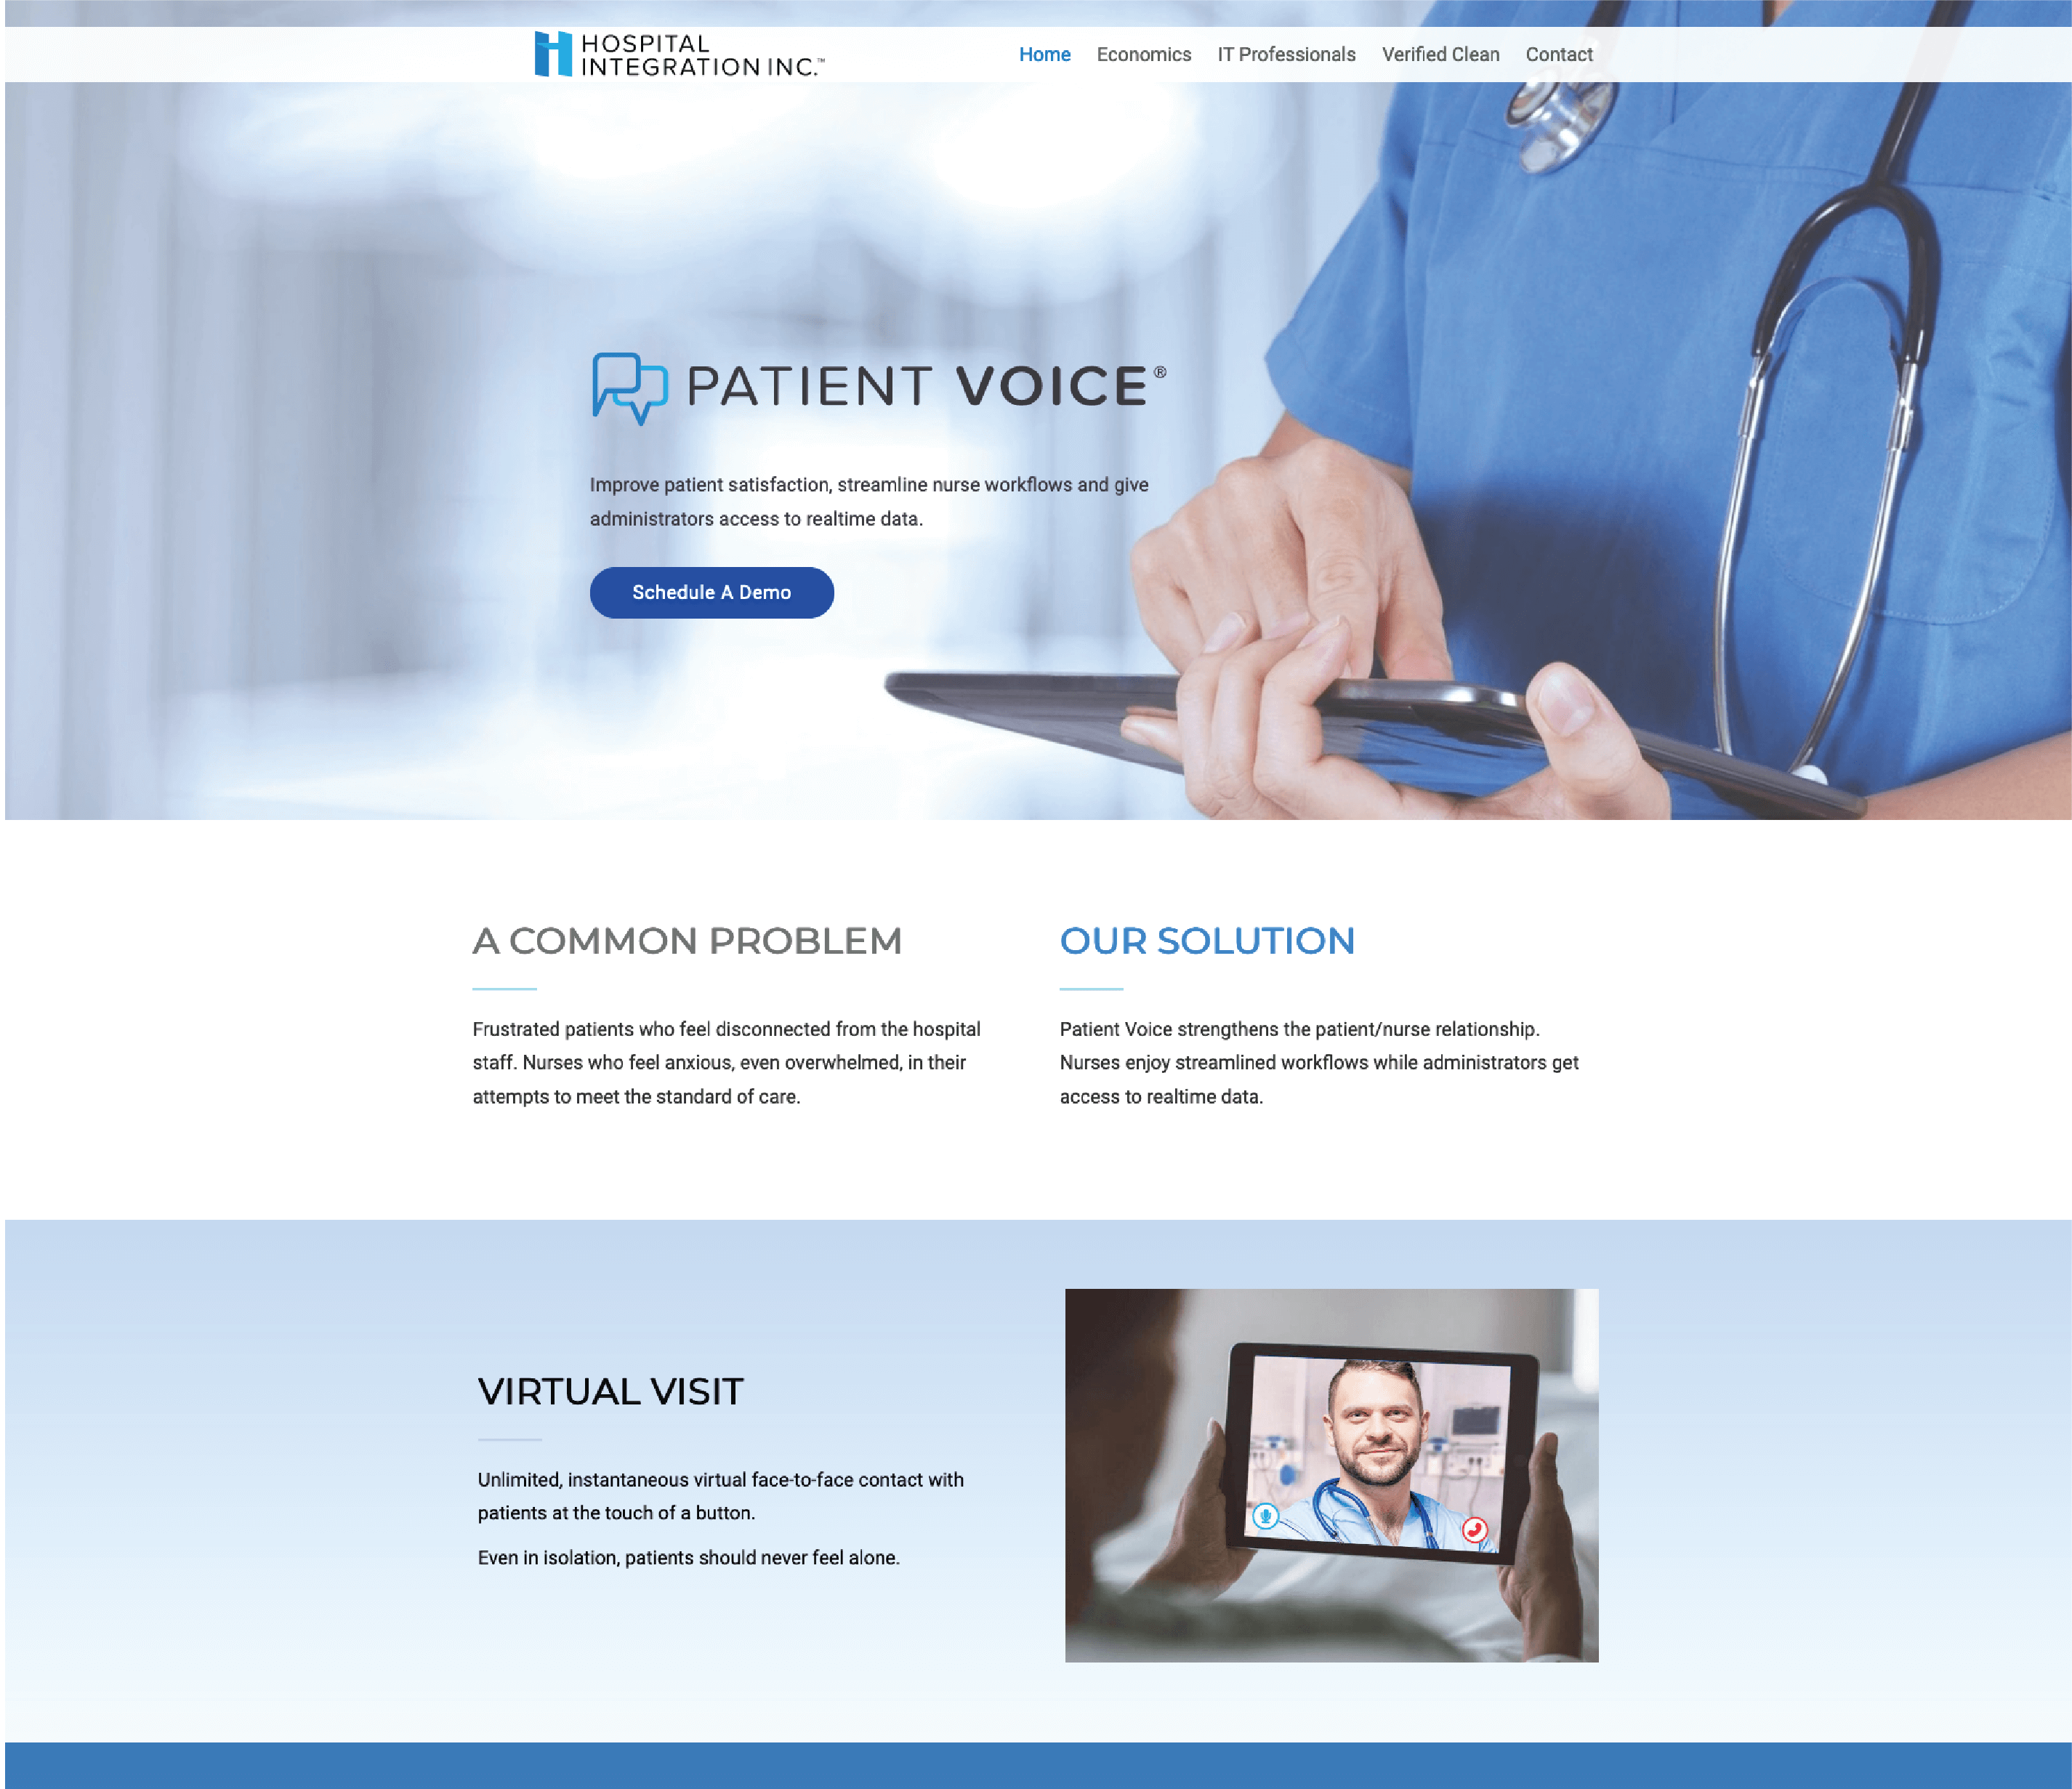 HOSPITAL
INTEGRATION INC.™
Home
Economics
IT Professionals
Verified Clean
Contact
PATIENT VOICE®
Improve patient satisfaction, streamline nurse workflows and give
administrators access to realtime data.
Schedule A Demo
A COMMON PROBLEM
Frustrated patients who feel disconnected from the hospital
staff. Nurses who feel anxious, even overwhelmed, in their
attempts to meet the standard of care.
OUR SOLUTION
Patient Voice strengthens the patient/nurse relationship.
Nurses enjoy streamlined workflows while administrators get
access to realtime data.
VIRTUAL VISIT
Unlimited, instantaneous virtual face-to-face contact with
patients at the touch of a button.
Even in isolation, patients should never feel alone.